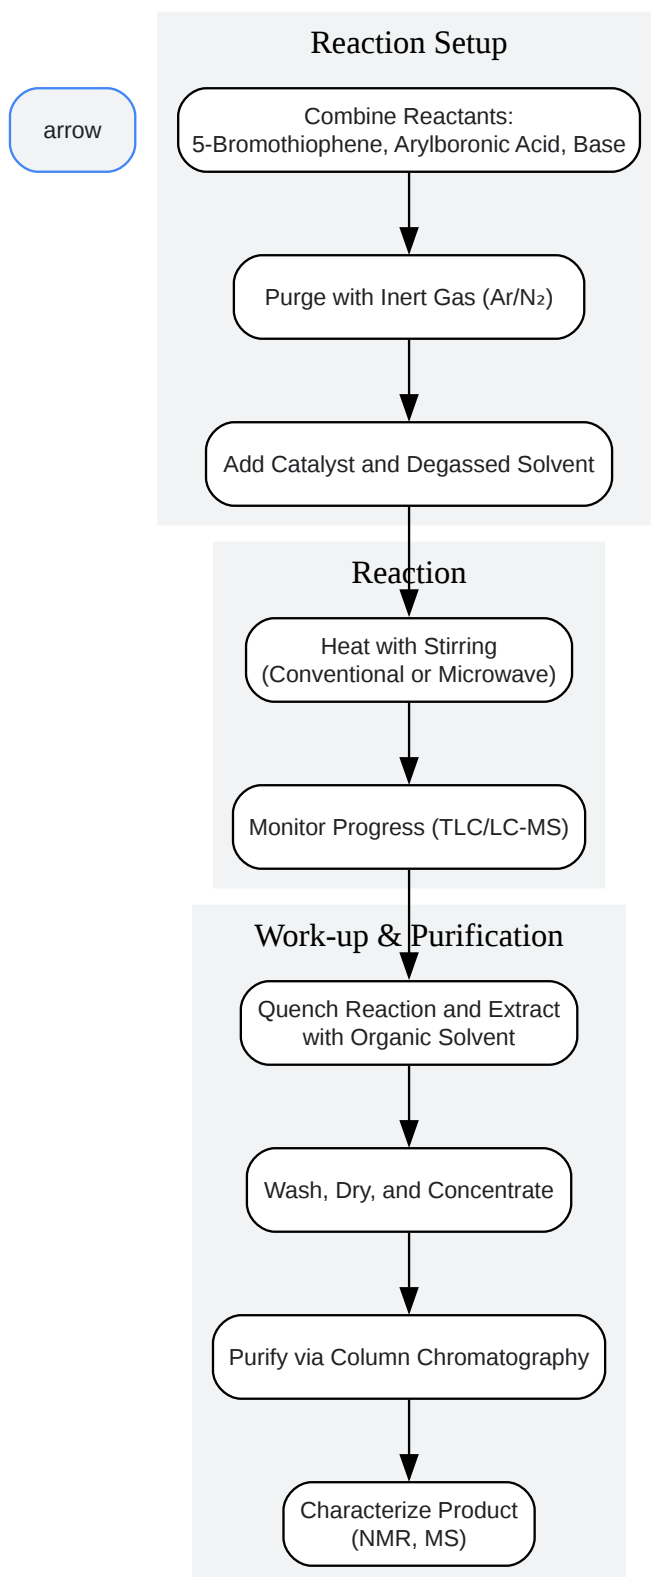 Reaction Setup
arrow
Combine Reactants:
5-Bromothiophene, Arylboronic Acid, Base
Purge with Inert Gas (Ar/N₂)
Add Catalyst and Degassed Solvent
Reaction
Heat with Stirring
(Conventional or Microwave)
Monitor Progress (TLC/LC-MS)
Work-up & Purification
Quench Reaction and Extract
with Organic Solvent
Wash, Dry, and Concentrate
Purify via Column Chromatography
Characterize Product
(NMR, MS)